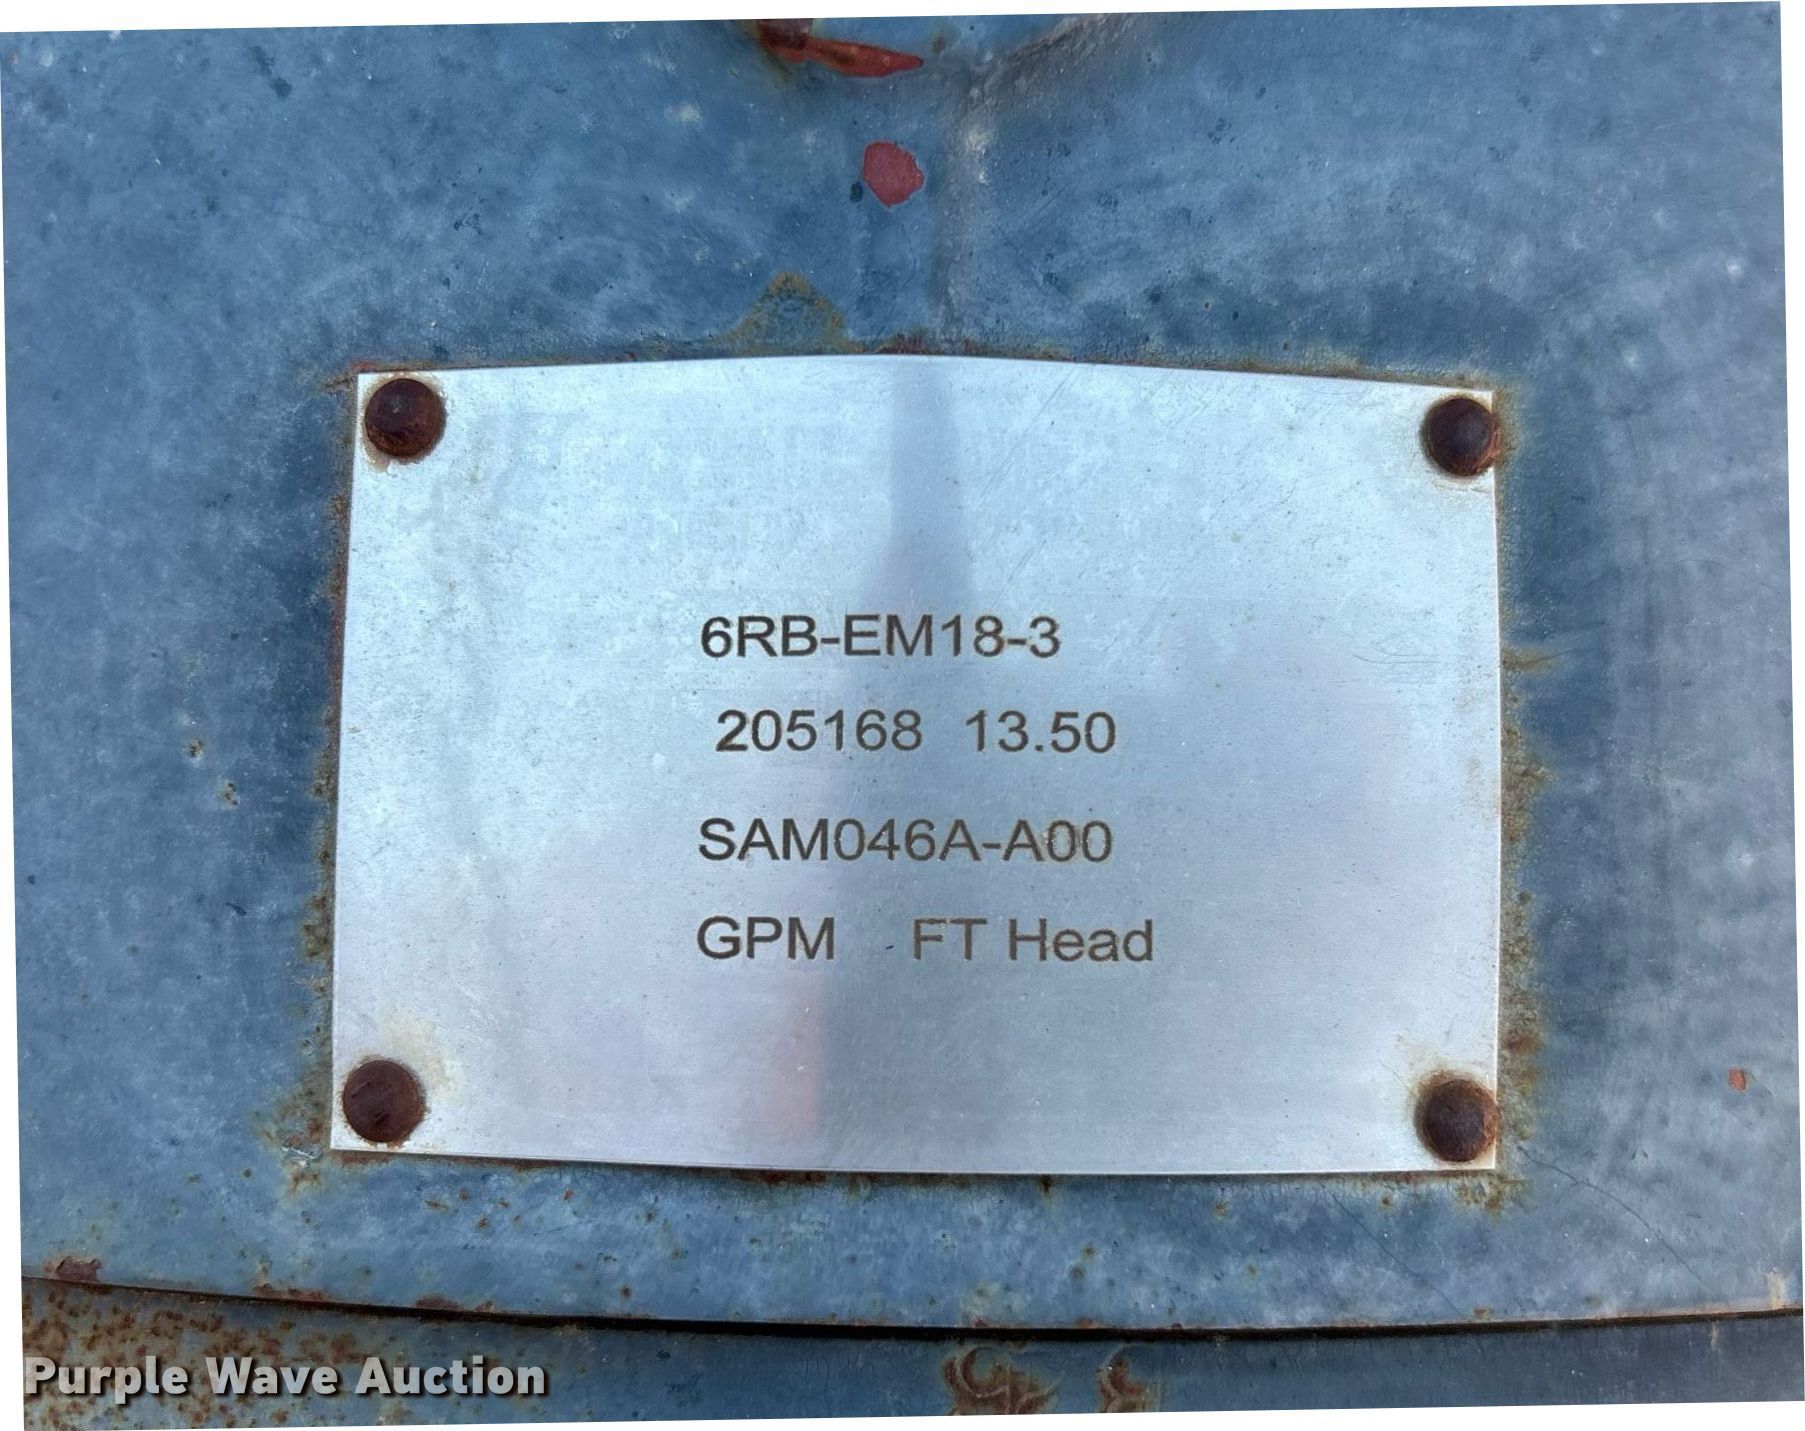 6RB-EM18-3
205168 13.50
SAM046A-A00
GPM FT Head
Purple Wave Auction